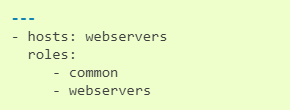 ---
- hosts: webservers
  roles:
     - common
     - webservers